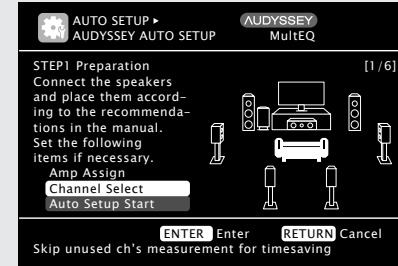 AUTO SETUP ▸
AUDYSSEY AUTO SETUP
AUDYSSEY
MultEQ
STEP1 Preparation
[1/6]
Connect the speakers
and place them accord-
ing to the recommenda-
tions in the manual.
Set the following
items if necessary.
Amp Assign
Channel Select
Auto Setup Start
ENTER Enter RETURN Cancel
Skip unused ch's measurement for timesaving